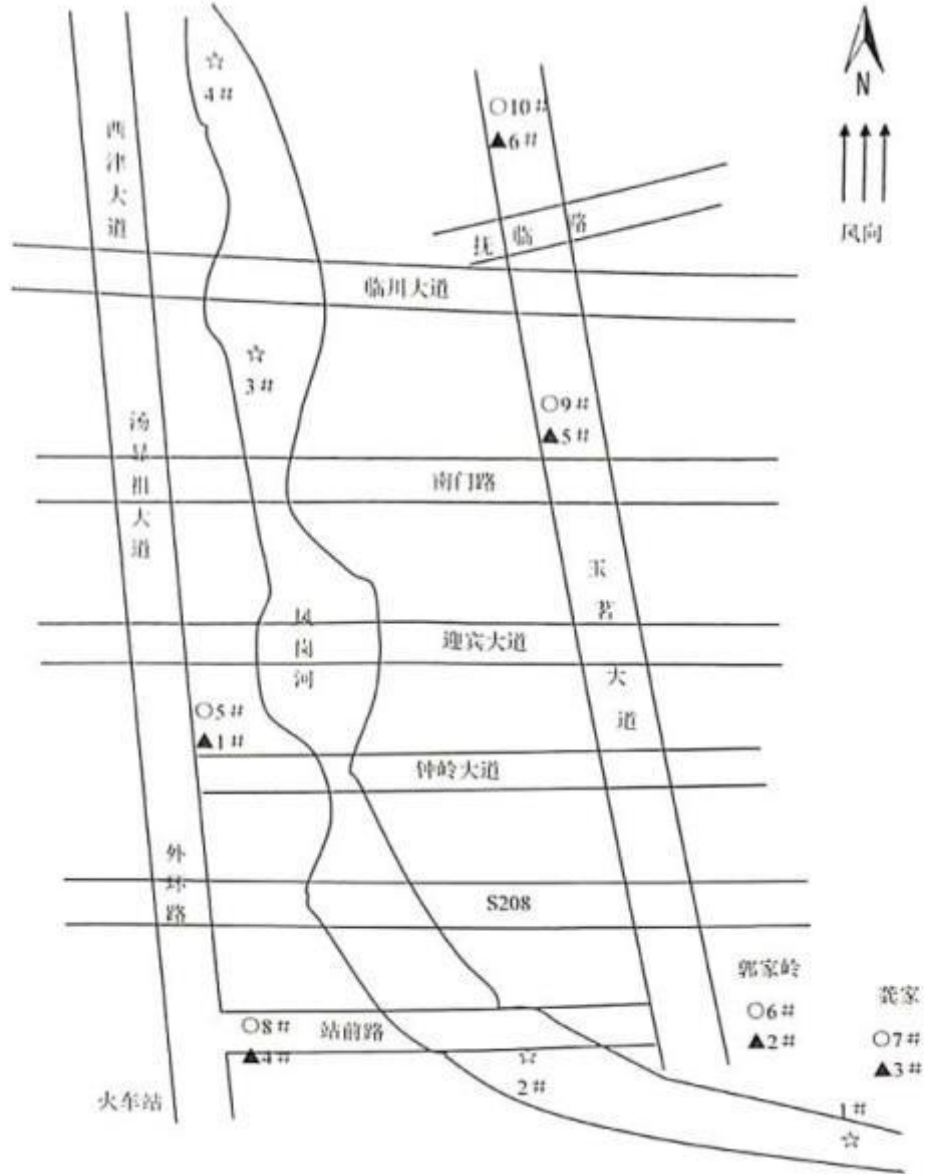 ☆
4#
N
风向
西津大道
○10#
▲6#
抚临路
临川大道
☆
3#
○9#
▲5#
汤显祖大道
南门路
玉茗大道
凤岗河
迎宾大道
○5#
▲1#
钟岭大道
外环路
S208
郭家岭
○6#
▲2#
龚家
○7#
▲3#
○8#
▲4#
站前路
☆
2#
火车站
1#
☆